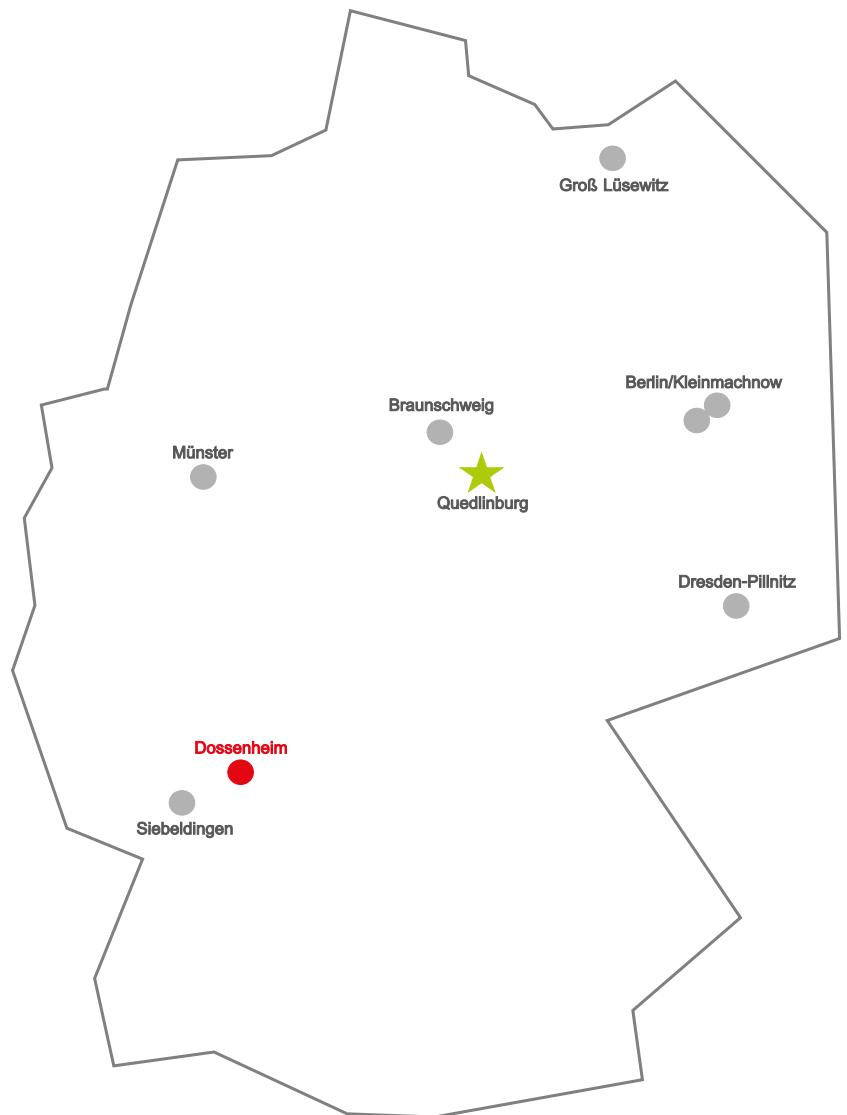 Groß Lüsewitz
Berlin/Kleinmachnow
Braunschweig
Münster
Quedlinburg
Dresden-Pillnitz
Dossenheim
Siebeldingen